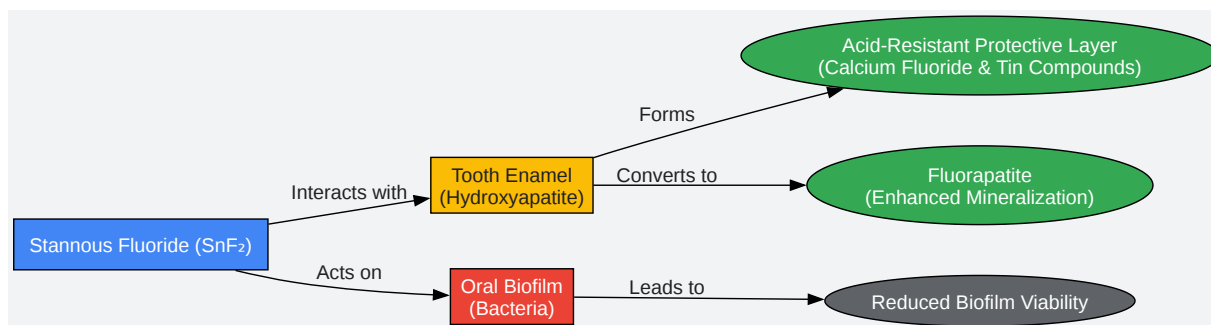 Acid-Resistant Protective Layer
(Calcium Fluoride & Tin Compounds)
Forms
Tooth Enamel
(Hydroxyapatite)
Converts to
Fluorapatite
(Enhanced Mineralization)
Interacts with
Stannous Fluoride (SnF₂)
Acts on
Oral Biofilm
(Bacteria)
Leads to
Reduced Biofilm Viability